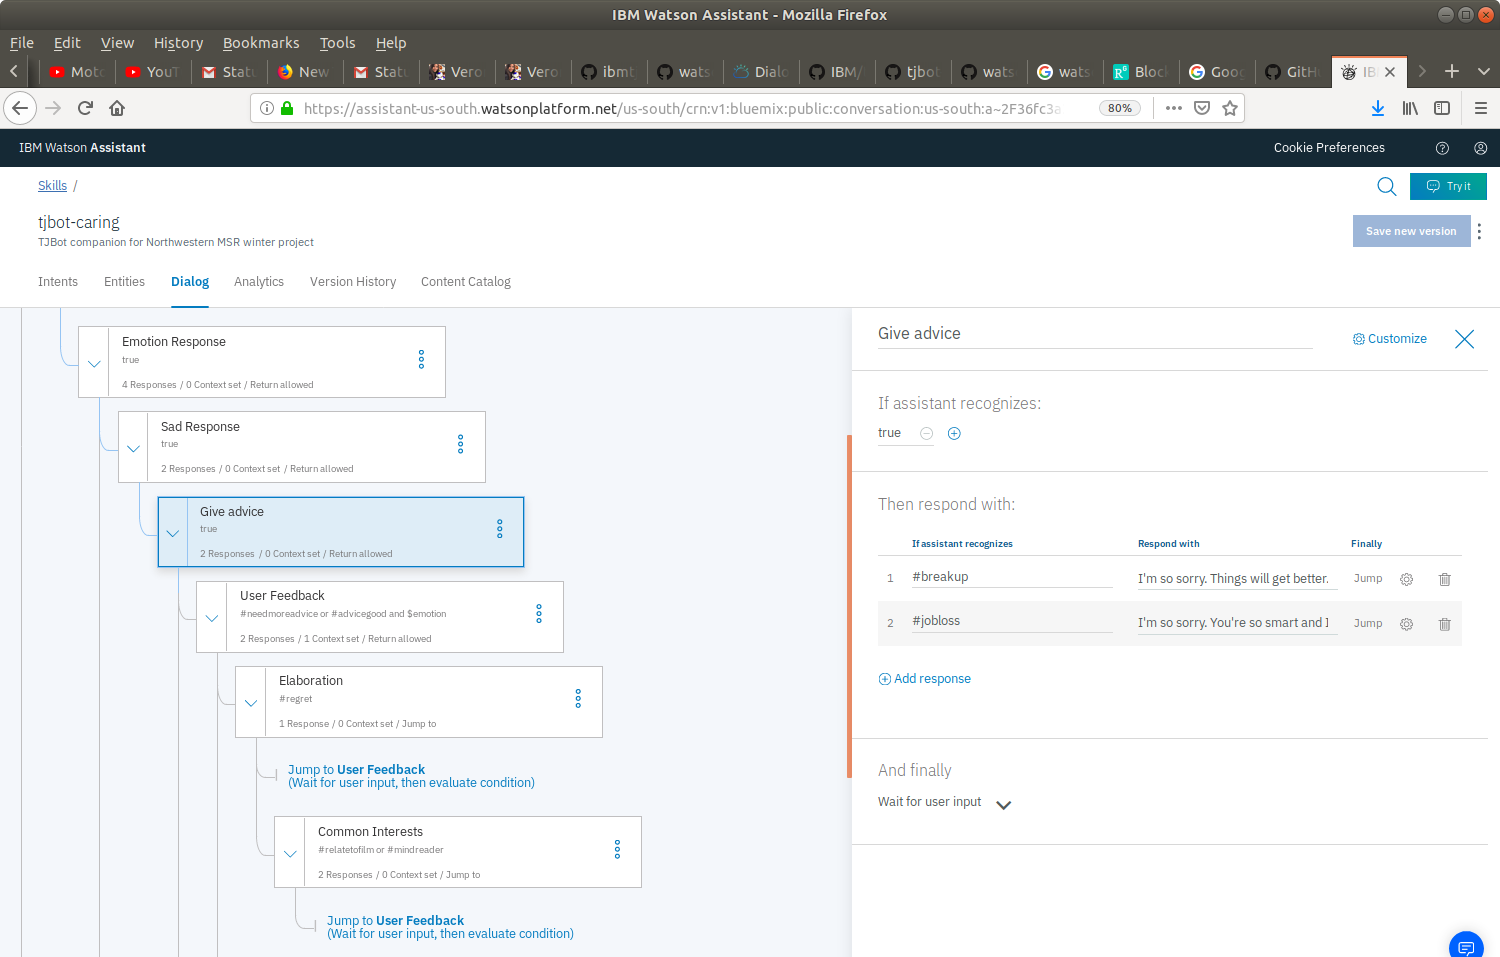 IBM Watson Assistant - Mozilla Firefox
File Edit View History Bookmarks Tools Help
Moto YouT Statu New Statu Vero Vero ibmtj wats Dialo IBM/ tjbot wats wats Block Goog GitHu IB
https://assistant-us-south.watsonplatform.net/us-south/crn:v1:bluemix:public:conversation:us-south:a~2F36fc3a 80%
IBM Watson Assistant Cookie Preferences
Skills /
Try it
tjbot-caring
TJBot companion for Northwestern MSR winter project
Save new version
Intents Entities Dialog Analytics Version History Content Catalog
Emotion Response
true
4 Responses / 0 Context set / Return allowed
Sad Response
true
2 Responses / 0 Context set / Return allowed
Give advice
true
2 Responses / 0 Context set / Return allowed
User Feedback
#needmoreadvice or #advicegood and $emotion
2 Responses / 1 Context set / Return allowed
Elaboration
#regret
1 Response / 0 Context set / Jump to
Jump to User Feedback
(Wait for user input, then evaluate condition)
Common Interests
#relatetofilm or #mindreader
2 Responses / 0 Context set / Jump to
Jump to User Feedback
(Wait for user input, then evaluate condition)
Give advice
Customize
If assistant recognizes:
true
Then respond with:
If assistant recognizes Respond with Finally
1 #breakup I'm so sorry. Things will get better. Jump
2 #jobloss I'm so sorry. You're so smart and I Jump
Add response
And finally
Wait for user input